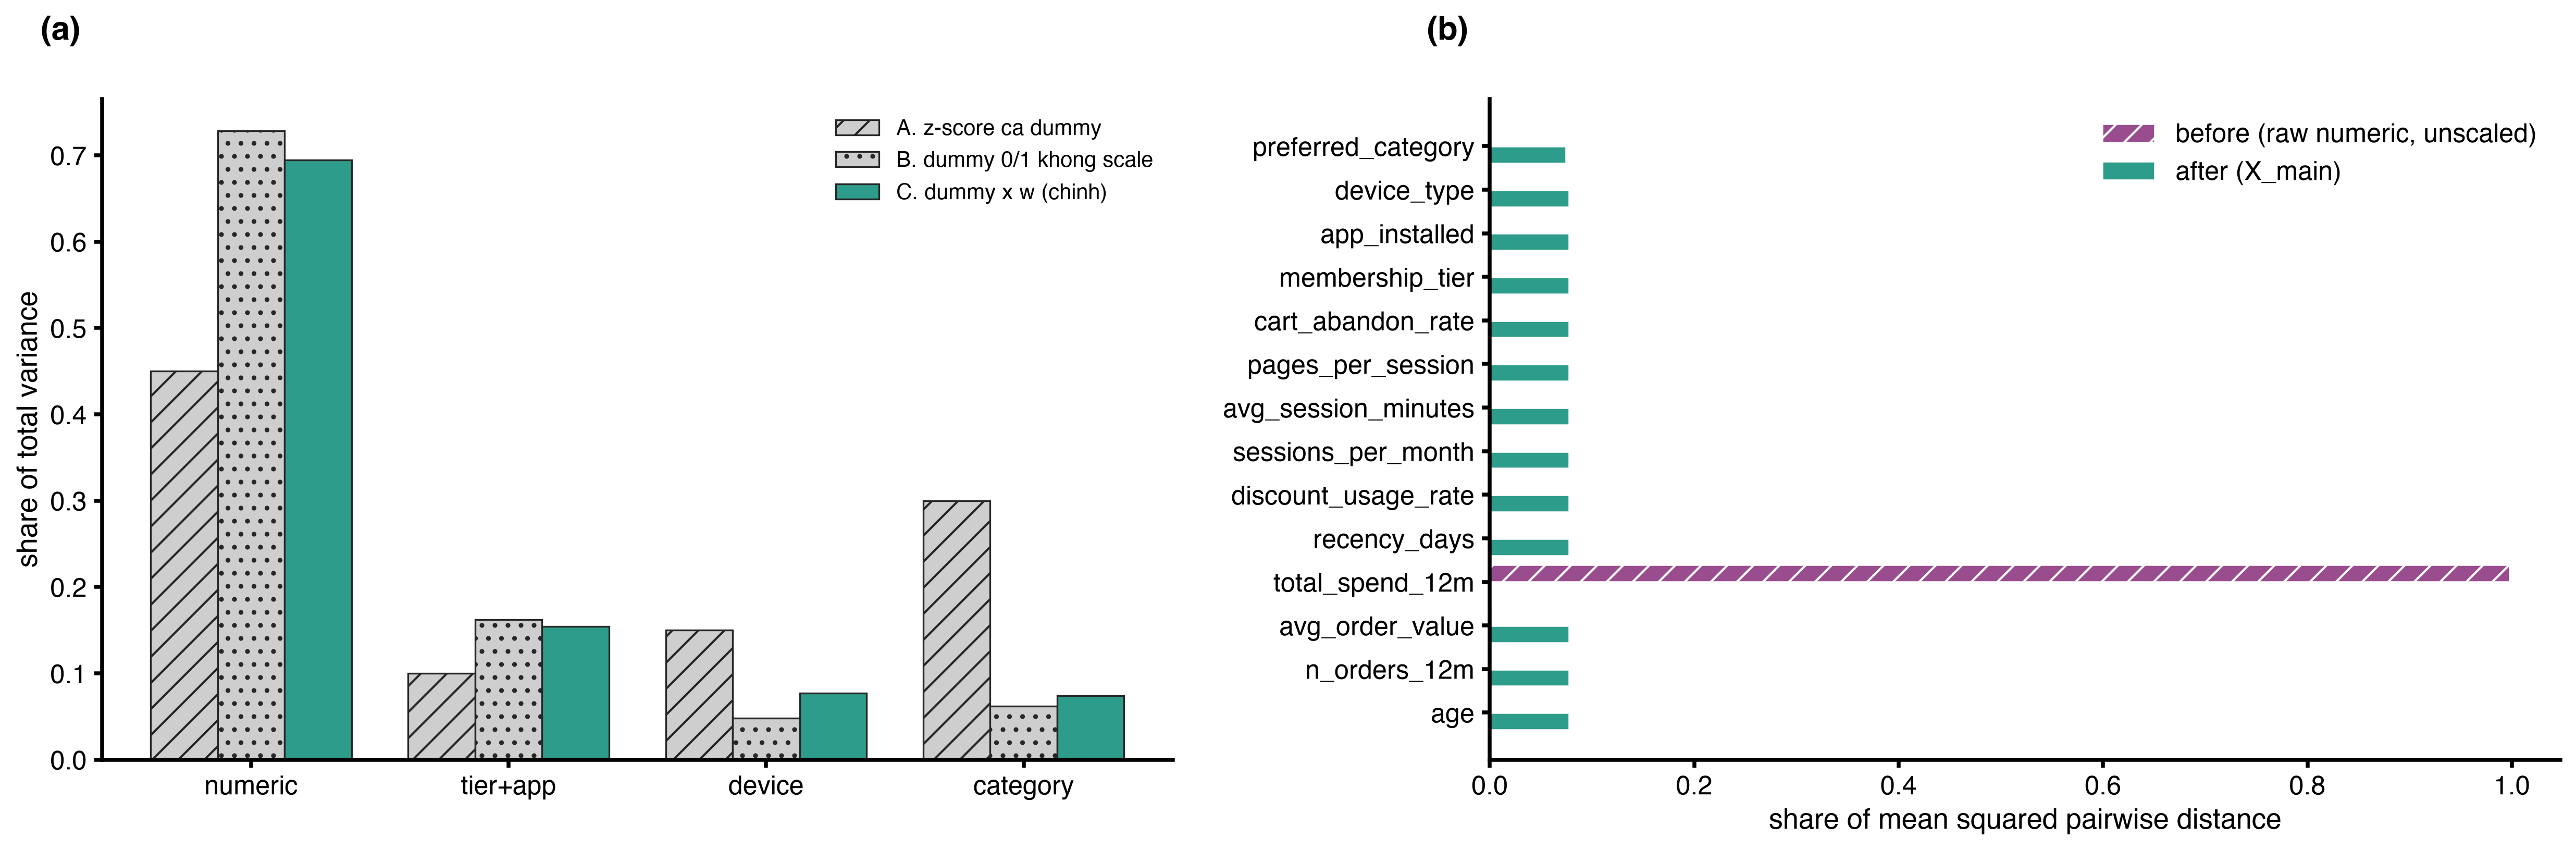 (a)
share of total variance
0.7
0.6
0.5
0.4
0.3
0.2
0.1
0.0
numeric
tier+app
device
category
A. z-score ca dummy
B. dummy 0/1 khong scale
C. dummy x w (chinh)
(b)
preferred_category
device_type
app_installed
membership_tier
cart_abandon_rate
pages_per_session
avg_session_minutes
sessions_per_month
discount_usage_rate
recency_days
total_spend_12m
avg_order_value
n_orders_12m
age
before (raw numeric, unscaled)
after (X_main)
0.0
0.2
0.4
0.6
0.8
1.0
share of mean squared pairwise distance